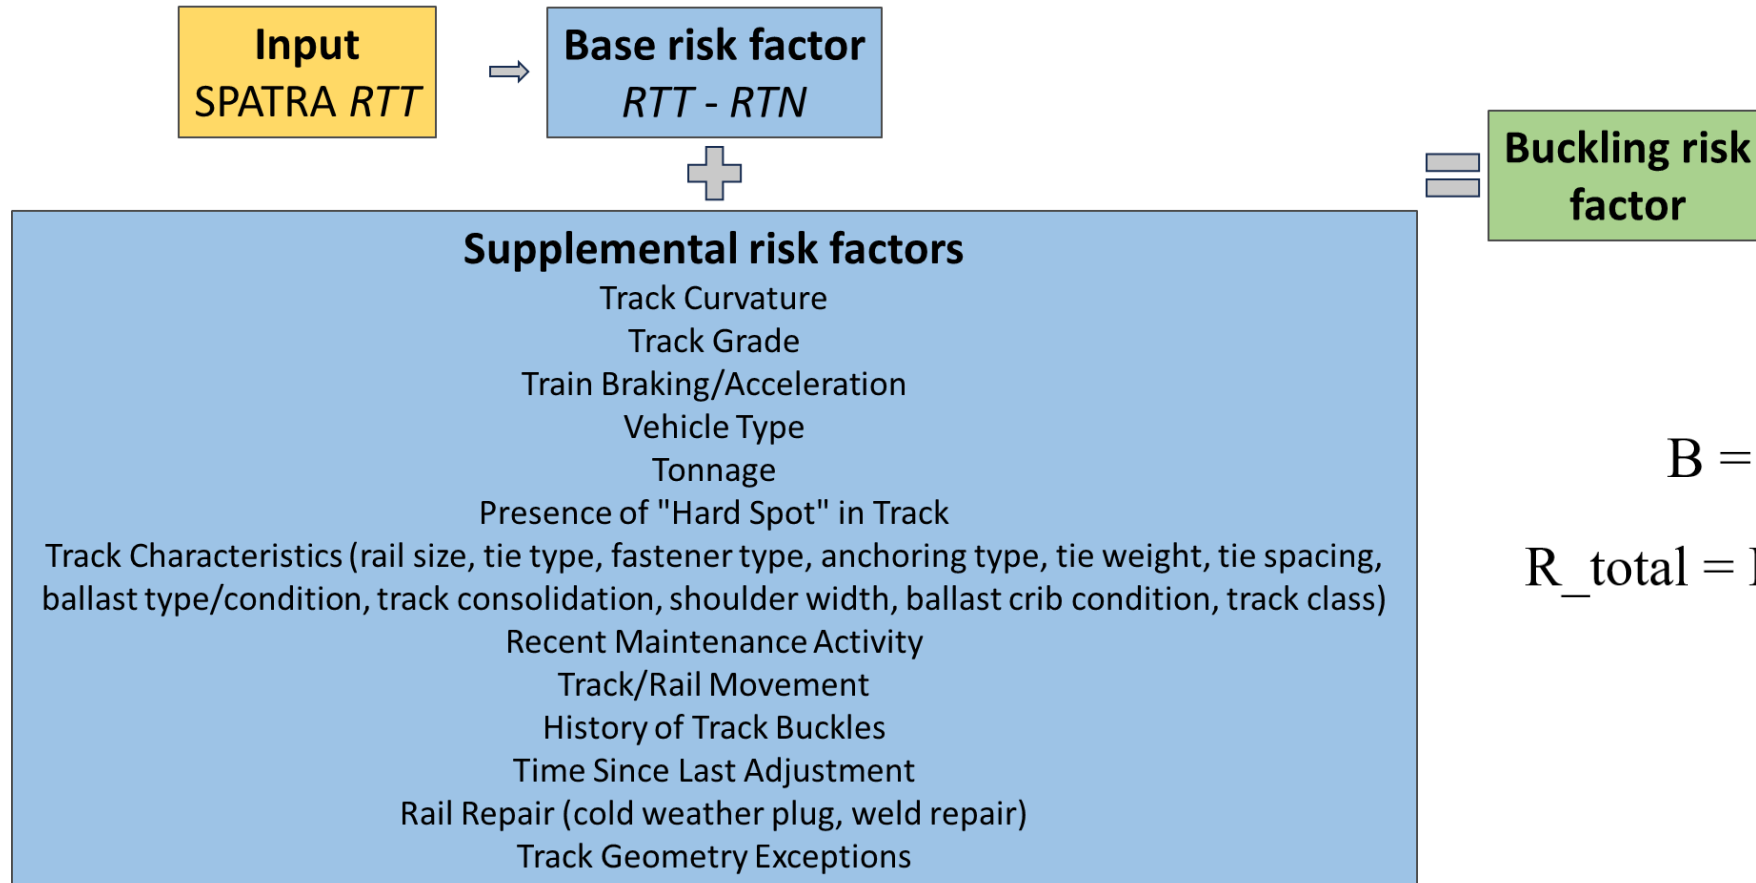 Input
SPATRA RTT
Base risk factor
RTT - RTN
Buckling risk
factor
Supplemental risk factors
Track Curvature
Track Grade
Train Braking/Acceleration
Vehicle Type
Tonnage
Presence of "Hard Spot" in Track
Track Characteristics (rail size, tie type, fastener type, anchoring type, tie weight, tie spacing,
ballast type/condition, track consolidation, shoulder width, ballast crib condition, track class)
Recent Maintenance Activity
Track/Rail Movement
History of Track Buckles
Time Since Last Adjustment
Rail Repair (cold weather plug, weld repair)
Track Geometry Exceptions
B =
R_total =